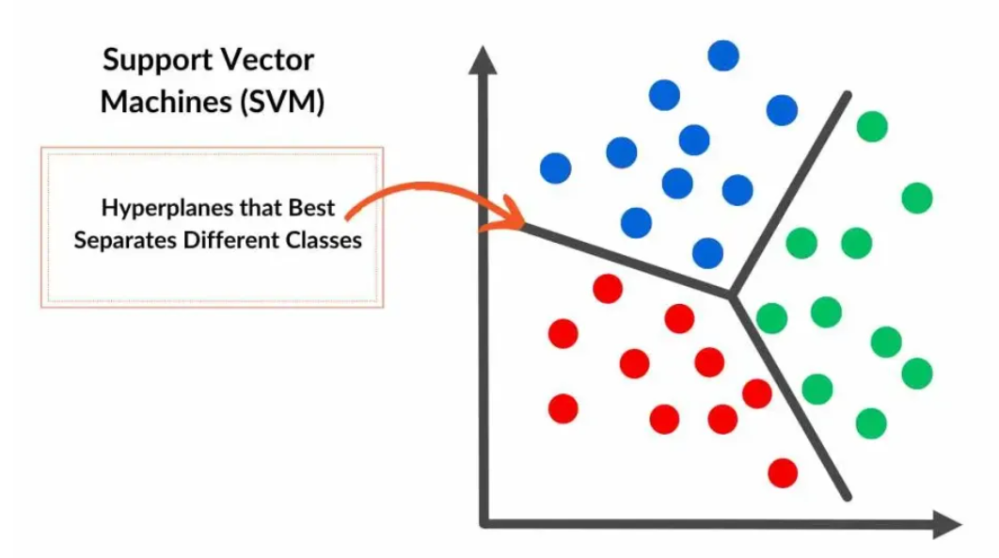 Support Vector
Machines (SVM)
Hyperplanes that Best
Separates Different Classes